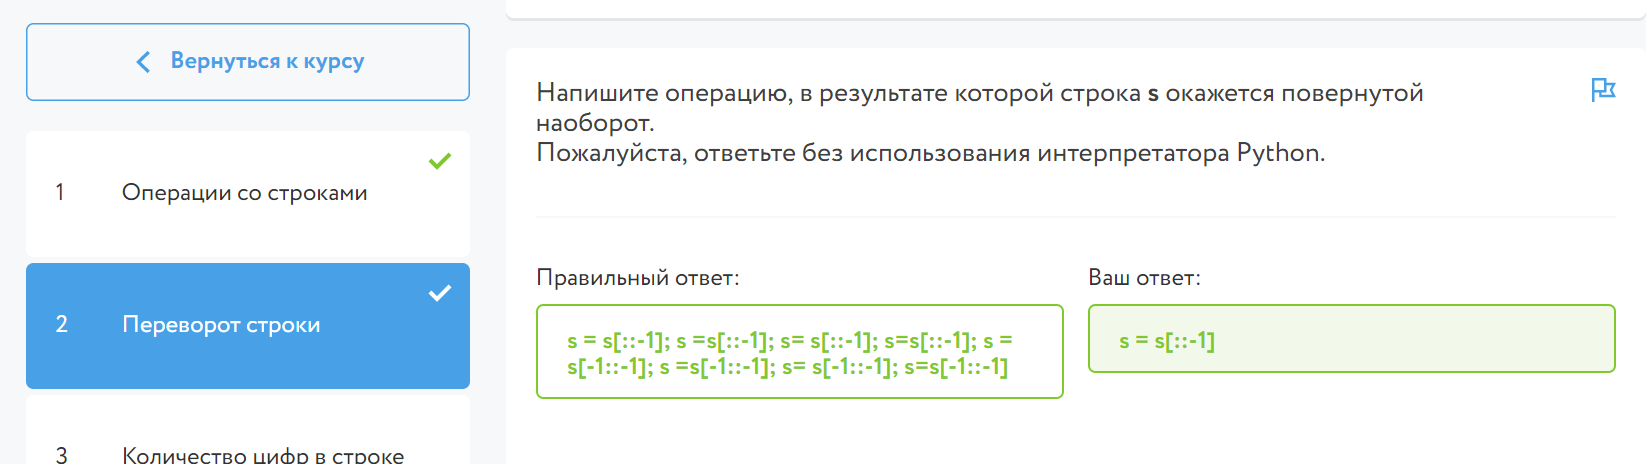 Вернуться к курсу
1 Операции со строками
2 Переворот строки
3 Количество цифр в строке
Напишите операцию, в результате которой строка s окажется повернутой
наоборот.
Пожалуйста, ответьте без использования интерпретатора Python.
Правильный ответ:
s = s[::-1]; s =s[::-1]; s= s[::-1]; s=s[::-1]; s =
s[-1::-1]; s =s[-1::-1]; s= s[-1::-1]; s=s[-1::-1]
Ваш ответ:
s = s[::-1]